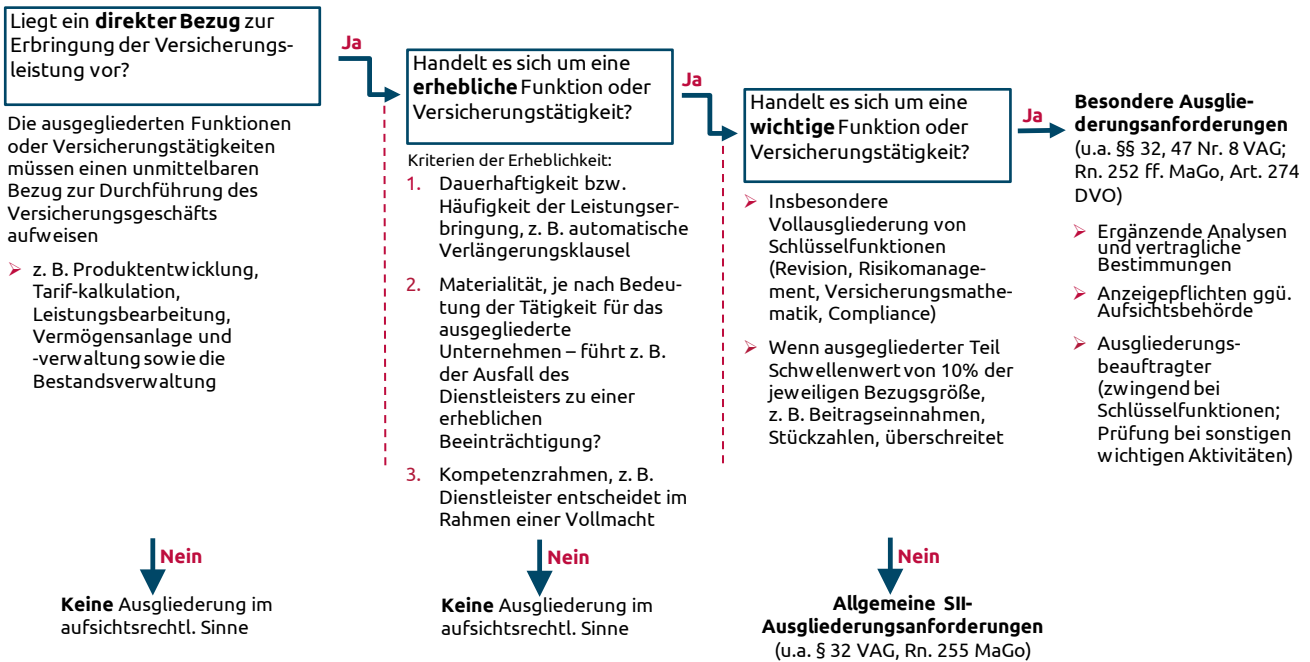 Liegt ein direkter Bezug zur
Erbringung der Versicherungs-
leistung vor?
Ja
Die ausgegliederten Funktionen
oder Versicherungstätigkeiten
müssen einen unmittelbaren
Bezug zur Durchführung des
Versicherungsgeschäfts
aufweisen
z. B. Produktentwicklung,
Tarif-kalkulation,
Leistungsbearbeitung,
Vermögensanlage und
-verwaltung sowie die
Bestandsverwaltung
Nein
Keine Ausgliederung im
aufsichtsrechtl. Sinne
Handelt es sich um eine
erhebliche Funktion oder
Versicherungstätigkeit?
Ja
Kriterien der Erheblichkeit:
1. Dauerhaftigkeit bzw.
Häufigkeit der Leistungser-
bringung, z. B. automatische
Verlängerungsklausel
2. Materialität, je nach Bedeu-
tung der Tätigkeit für das
ausgegliederte
Unternehmen – führt z. B.
der Ausfall des
Dienstleisters zu einer
erheblichen
Beeinträchtigung?
3. Kompetenzrahmen, z. B.
Dienstleister entscheidet im
Rahmen einer Vollmacht
Nein
Keine Ausgliederung im
aufsichtsrechtl. Sinne
Handelt es sich um eine
wichtige Funktion oder
Versicherungstätigkeit?
Ja
Insbesondere
Vollausgliederung von
Schlüsselfunktionen
(Revision, Risikomanage-
ment, Versicherungsmathe-
matik, Compliance)
Wenn ausgegliederter Teil
Schwellenwert von 10% der
jeweiligen Bezugsgröße,
z. B. Beitragseinnahmen,
Stückzahlen, überschreitet
Nein
Allgemeine SII-
Ausgliederungsanforderungen
(u.a. § 32 VAG, Rn. 255 MaGo)
Besondere Ausglie-
derungsanforderungen
(u.a. §§ 32, 47 Nr. 8 VAG;
Rn. 252 ff. MaGo, Art. 274
DVO)
Ergänzende Analysen
und vertragliche
Bestimmungen
Anzeigepflichten ggü.
Aufsichtsbehörde
Ausgliederungs-
beauftragter
(zwingend bei
Schlüsselfunktionen;
Prüfung bei sonstigen
wichtigen Aktivitäten)